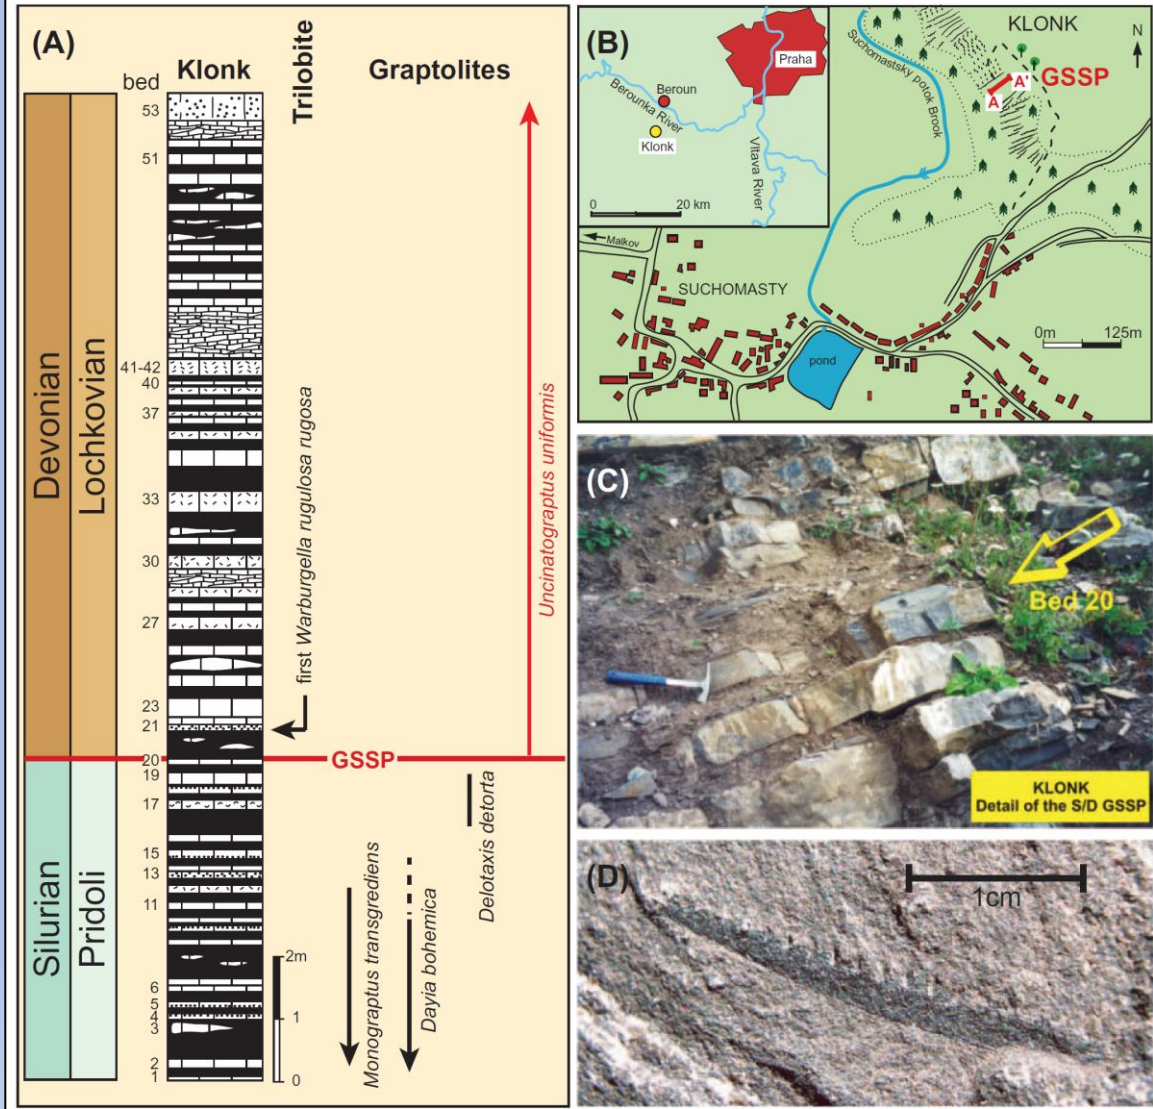 (A)
bed
Klonk
Trilobite
Graptolites
Devonian
Lochkovian
Silurian
Pridoli
53
51
41-42
40
37
33
30
27
23
21
20
19
17
15
13
11
6
5
4
3
2
1
first Warburgella rugulosa rugosa
Uncinatograptus uniformis
GSSP
Delotaxis detorta
Monograptus transgrediens
Dayia bohemica
2m
1
0
(B)
Praha
Beroun
Berounka River
Klonk
Vltava River
0
20 km
Suchomastsky potok Brook
KLONK
N
GSSP
A
A'
Malkov
SUCHOMASTY
pond
0m
125m
(C)
Bed 20
KLONK
Detail of the S/D GSSP
(D)
1cm